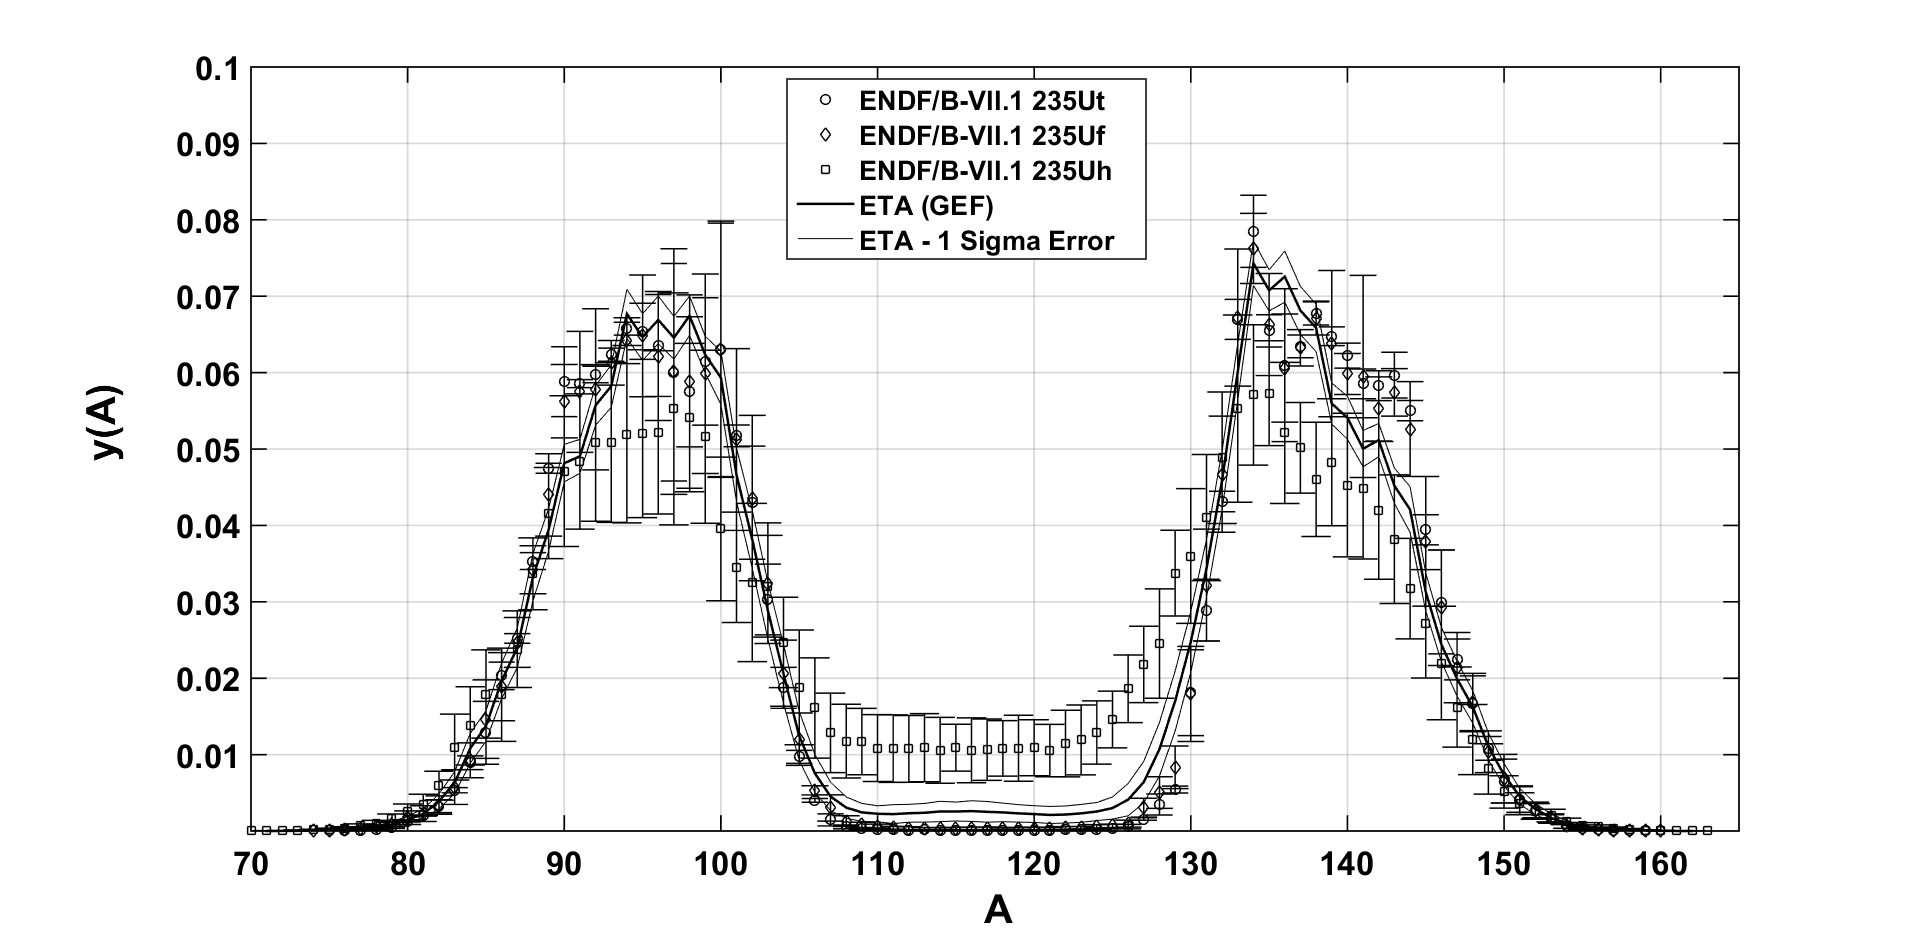 0.1
0.09
0.08
0.07
0.06
0.05
0.04
0.03
0.02
0.01
y(A)
ENDF/B-VII.1 235Ut
ENDF/B-VII.1 235Uf
ENDF/B-VII.1 235Uh
ETA (GEF)
ETA - 1 Sigma Error
70 80 90 100 110 120 130 140 150 160
A